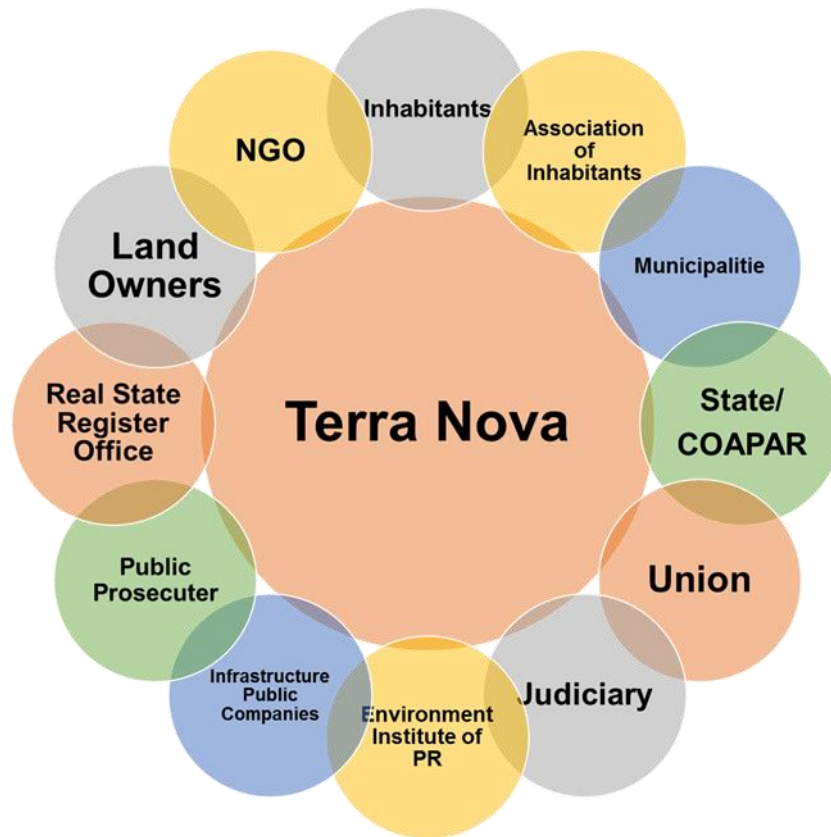 Inhabitants
Association
of
Inhabitants
Municipalitie
State/
COAPAR
Union
Judiciary
Environment
Institute of
PR
Infrastructure
Public
Companies
Public
Prosecuter
Real State
Register
Office
Land
Owners
NGO
Terra Nova